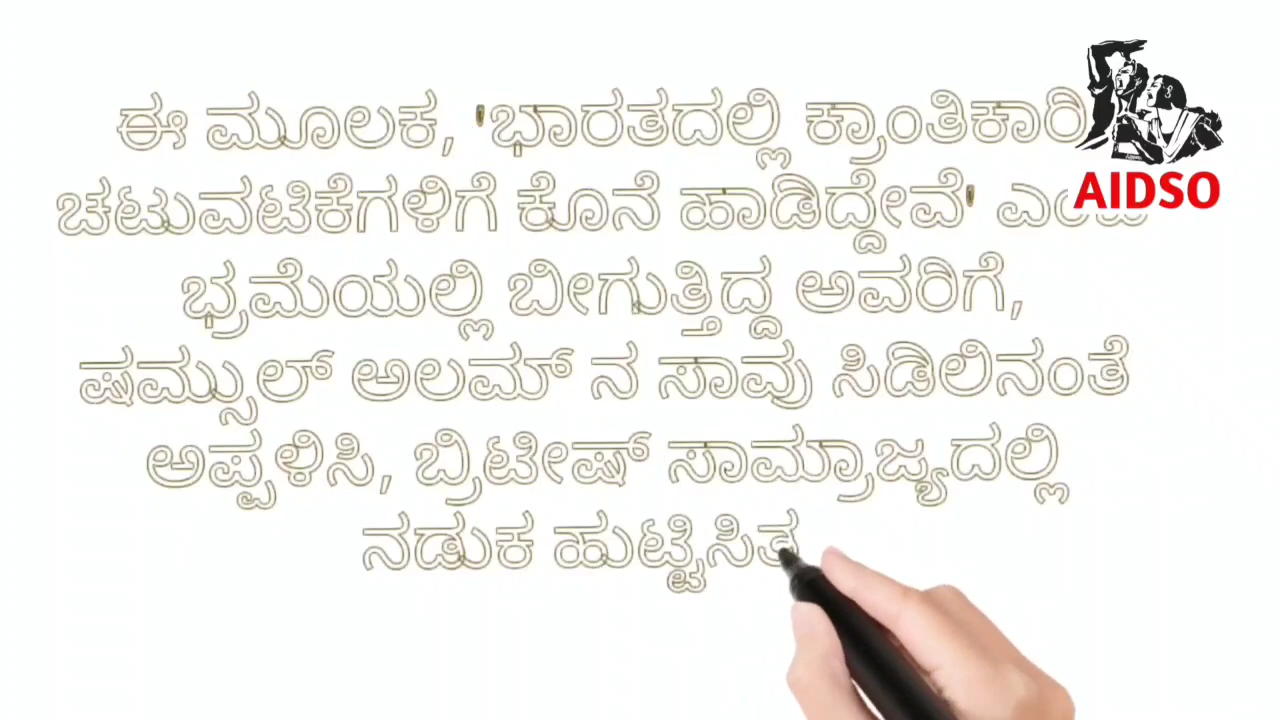 ಈ ಮೂಲಕ, 'ಭಾರತದಲ್ಲಿ ಕ್ರಾಂತಿಕಾರಿ
ಚಟುವಟಿಕೆಗಳಿಗೆ ಕೊನೆ ಹಾಡಿದ್ದೇವೆ' ಎಂಬ
ಭ್ರಮೆಯಲ್ಲಿ ಬೀಗುತ್ತಿದ್ದ ಅವರಿಗೆ,
ಷಮ್ಸುಲ್ ಅಲಮ್ ನ ಸಾವು ಸಿಡಿಲಿನಂತೆ
ಅಪ್ಪಳಿಸಿ, ಬ್ರಿಟೀಷ್ ಸಾಮ್ರಾಜ್ಯದಲ್ಲಿ
ನಡುಕ ಹುಟ್ಟಿಸಿತ
AIDSO